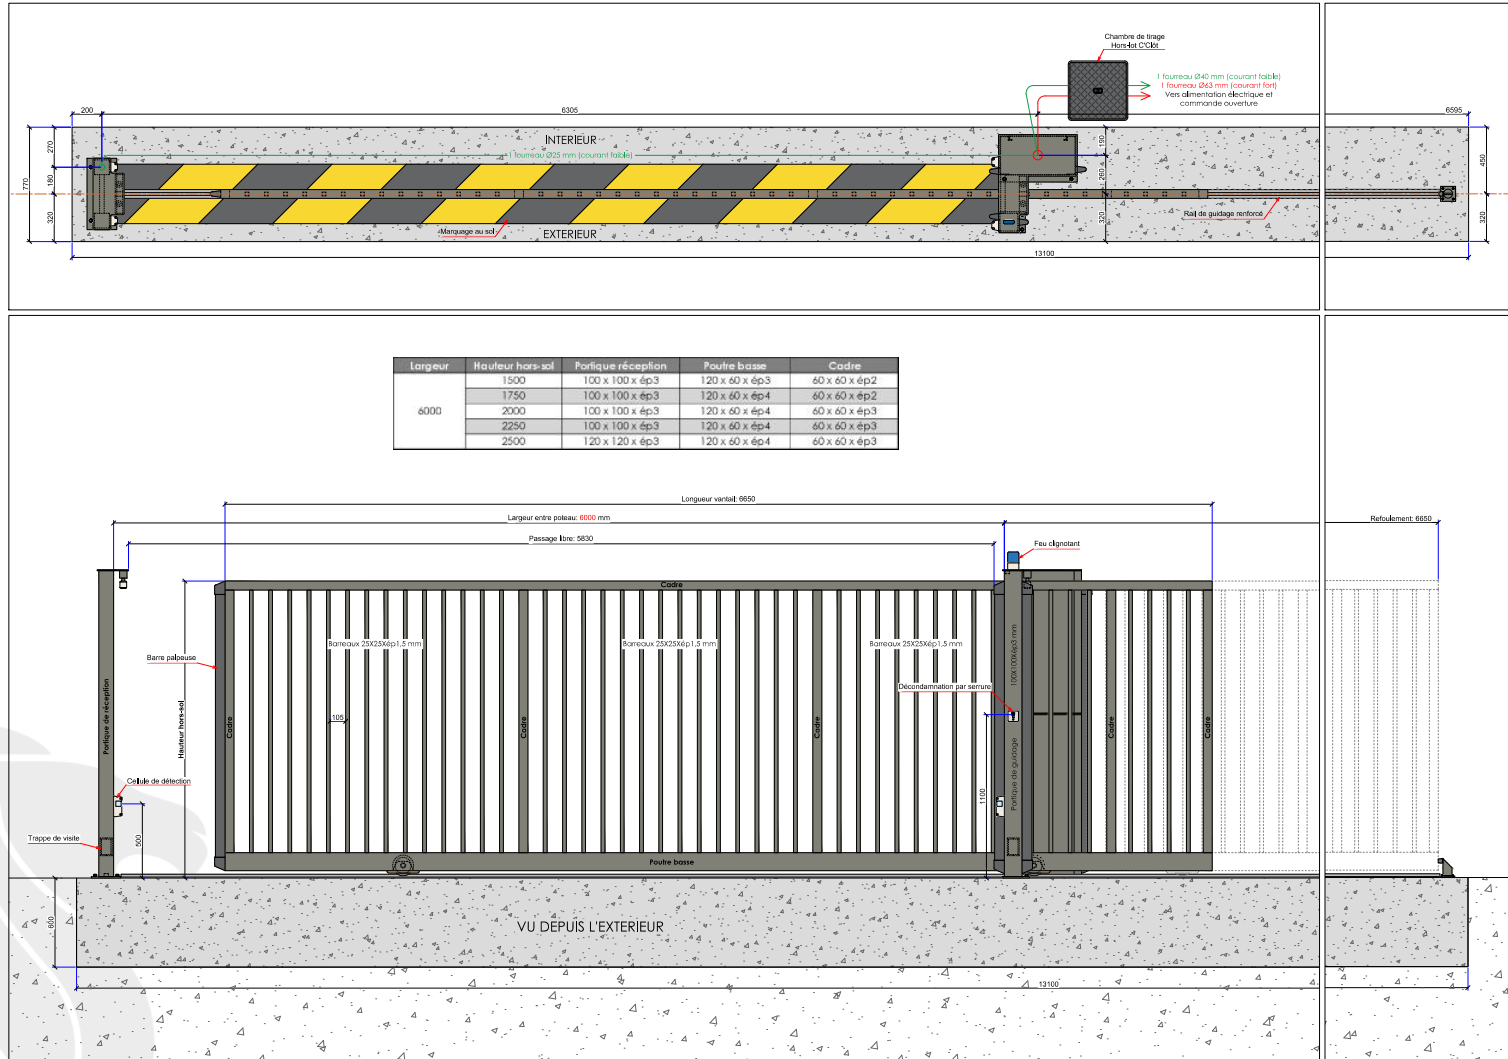 Chambre de tirage
Hors-lot C'Clôt
1 fourreau Ø40 mm (courant faible)
1 fourreau Ø63 mm (courant fort)
Vers alimentation électrique et
commande ouverture
200
6305
6595
INTERIEUR
1 fourreau Ø25 mm (courant faible)
770
270
180
320
190
260
320
450
320
Rail de guidage renforcé
Marquage au sol
EXTERIEUR
13100
Largeur Hauteur hors-sol Portique réception Poutre basse Cadre
6000
1500 100 x 100 x ép3 120 x 60 x ép3 60 x 60 x ép2
1750 100 x 100 x ép3 120 x 60 x ép4 60 x 60 x ép2
2000 100 x 100 x ép3 120 x 60 x ép4 60 x 60 x ép3
2250 100 x 100 x ép3 120 x 60 x ép4 60 x 60 x ép3
2500 120 x 120 x ép3 120 x 60 x ép4 60 x 60 x ép3
Longueur vantail: 6650
Largeur entre poteau: 6000 mm
Refoulement: 6650
Passage libre: 5830
Feu clignotant
Cadre
Barreaux 25X25Xép1,5 mm
Barreaux 25X25Xép1,5 mm
Barreaux 25X25Xép1,5 mm
Barre palpeuse
Portique de réception
Hauteur hors-sol
Cadre
105
Cadre
Cadre
Décondamnation par serrure
100X100Xép3 mm
Portique de guidage
1100
Cadre
Cadre
Cellule de détection
Trappe de visite
500
Poutre basse
600
VU DEPUIS L'EXTERIEUR
13100